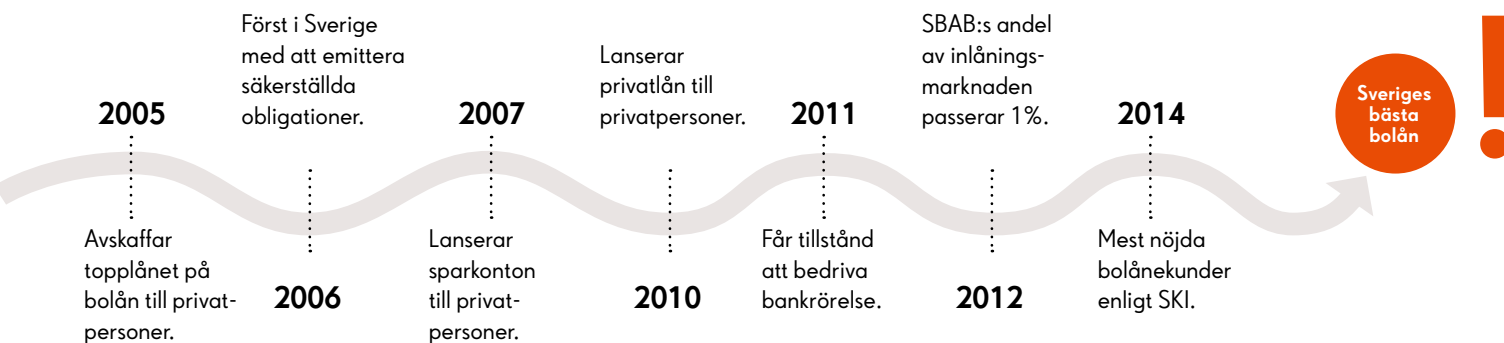 2005
Avskaffar
topplånet på
bolån till privat-
personer.
Först i Sverige
med att emittera
säkerställda
obligationer.
2006
2007
Lanserar
sparkonton
till privat-
personer.
Lanserar
privatlån till
privatpersoner.
2010
2011
Får tillstånd
att bedriva
bankrörelse.
SBAB:s andel
av inlånings-
marknaden
passerar 1%.
2012
2014
Mest nöjda
bolånekunder
enligt SKI.
Sveriges
bästa
bolån
!